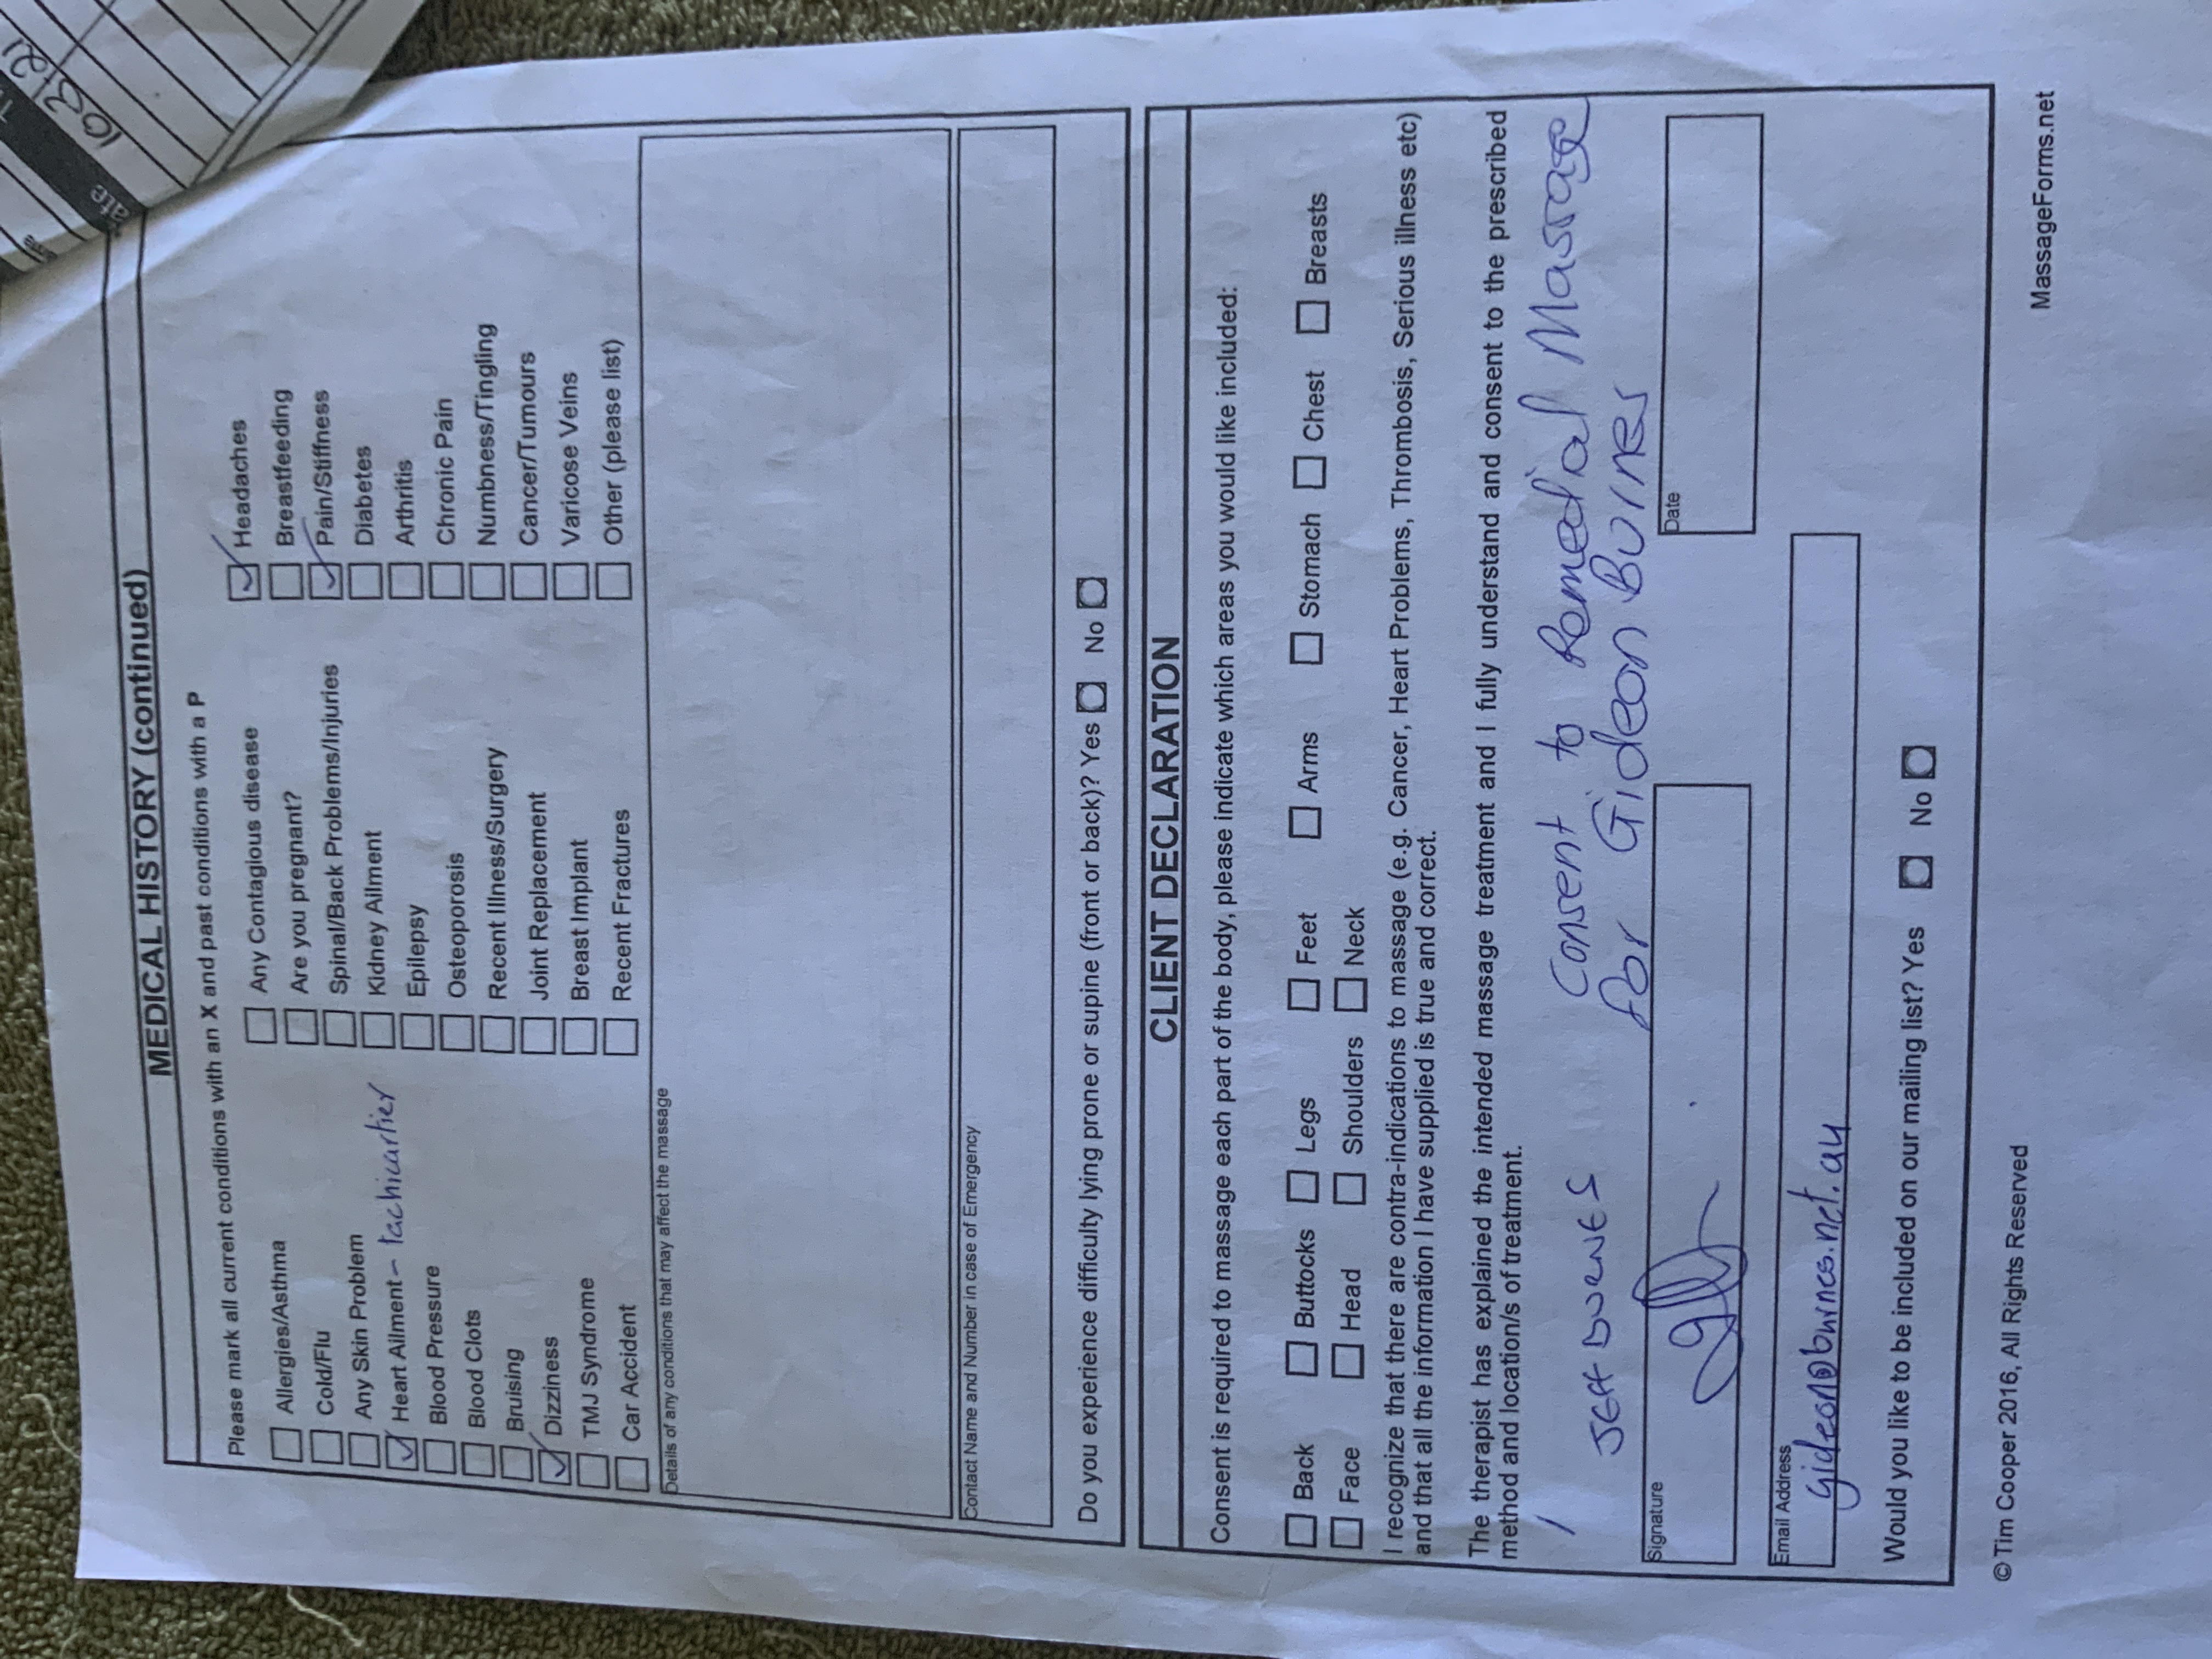 MEDICAL HISTORY (continued)
Please mark all current conditions with an X and past conditions with a P
Allergies/Asthma
Cold/Flu
Any Skin Problem
Heart Ailment - tachicartier
Blood Pressure
Blood Clots
Bruising
Dizziness
TMJ Syndrome
Car Accident
Any Contagious disease
Are you pregnant?
Spinal/Back Problems/Injuries
Kidney Ailment
Epilepsy
Osteoporosis
Recent Illness/Surgery
Joint Replacement
Breast Implant
Recent Fractures
Headaches
Breastfeeding
Pain/Stiffness
Diabetes
Arthritis
Chronic Pain
Numbness/Tingling
Cancer/Tumours
Varicose Veins
Other (please list)
Details of any conditions that may affect the massage
Contact Name and Number in case of Emergency
Do you experience difficulty lying prone or supine (front or back)? Yes No
CLIENT DECLARATION
Consent is required to massage each part of the body, please indicate which areas you would like included:
Back Buttocks Legs Feet Arms Stomach Chest Breasts
Face Head Shoulders Neck
I recognize that there are contra-indications to massage (e.g. Cancer, Heart Problems, Thrombosis, Serious illness etc)
and that all the information I have supplied is true and correct.
The therapist has explained the intended massage treatment and I fully understand and consent to the prescribed
method and location/s of treatment.
I Consent to Remedial Massage
for Gideon Burnes
Signature
Date
Email Address
gideon@burnes.net.au
Would you like to be included on our mailing list? Yes No
© Tim Cooper 2016, All Rights Reserved
MassageForms.net